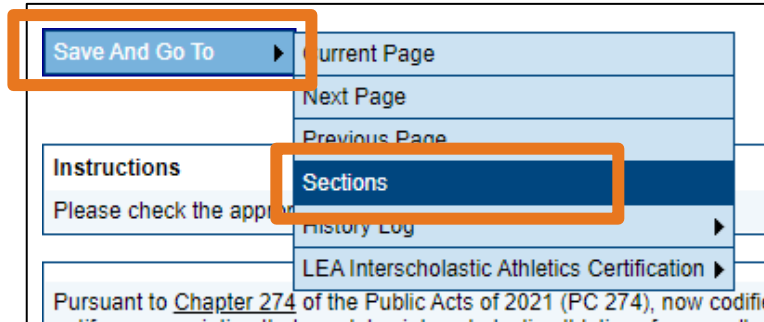 Save And Go To
Current Page
Next Page
Previous Page
Instructions
Sections
Please check the appro
History Log
LEA Interscholastic Athletics Certification
Pursuant to Chapter 274 of the Public Acts of 2021 (PC 274), now codifie